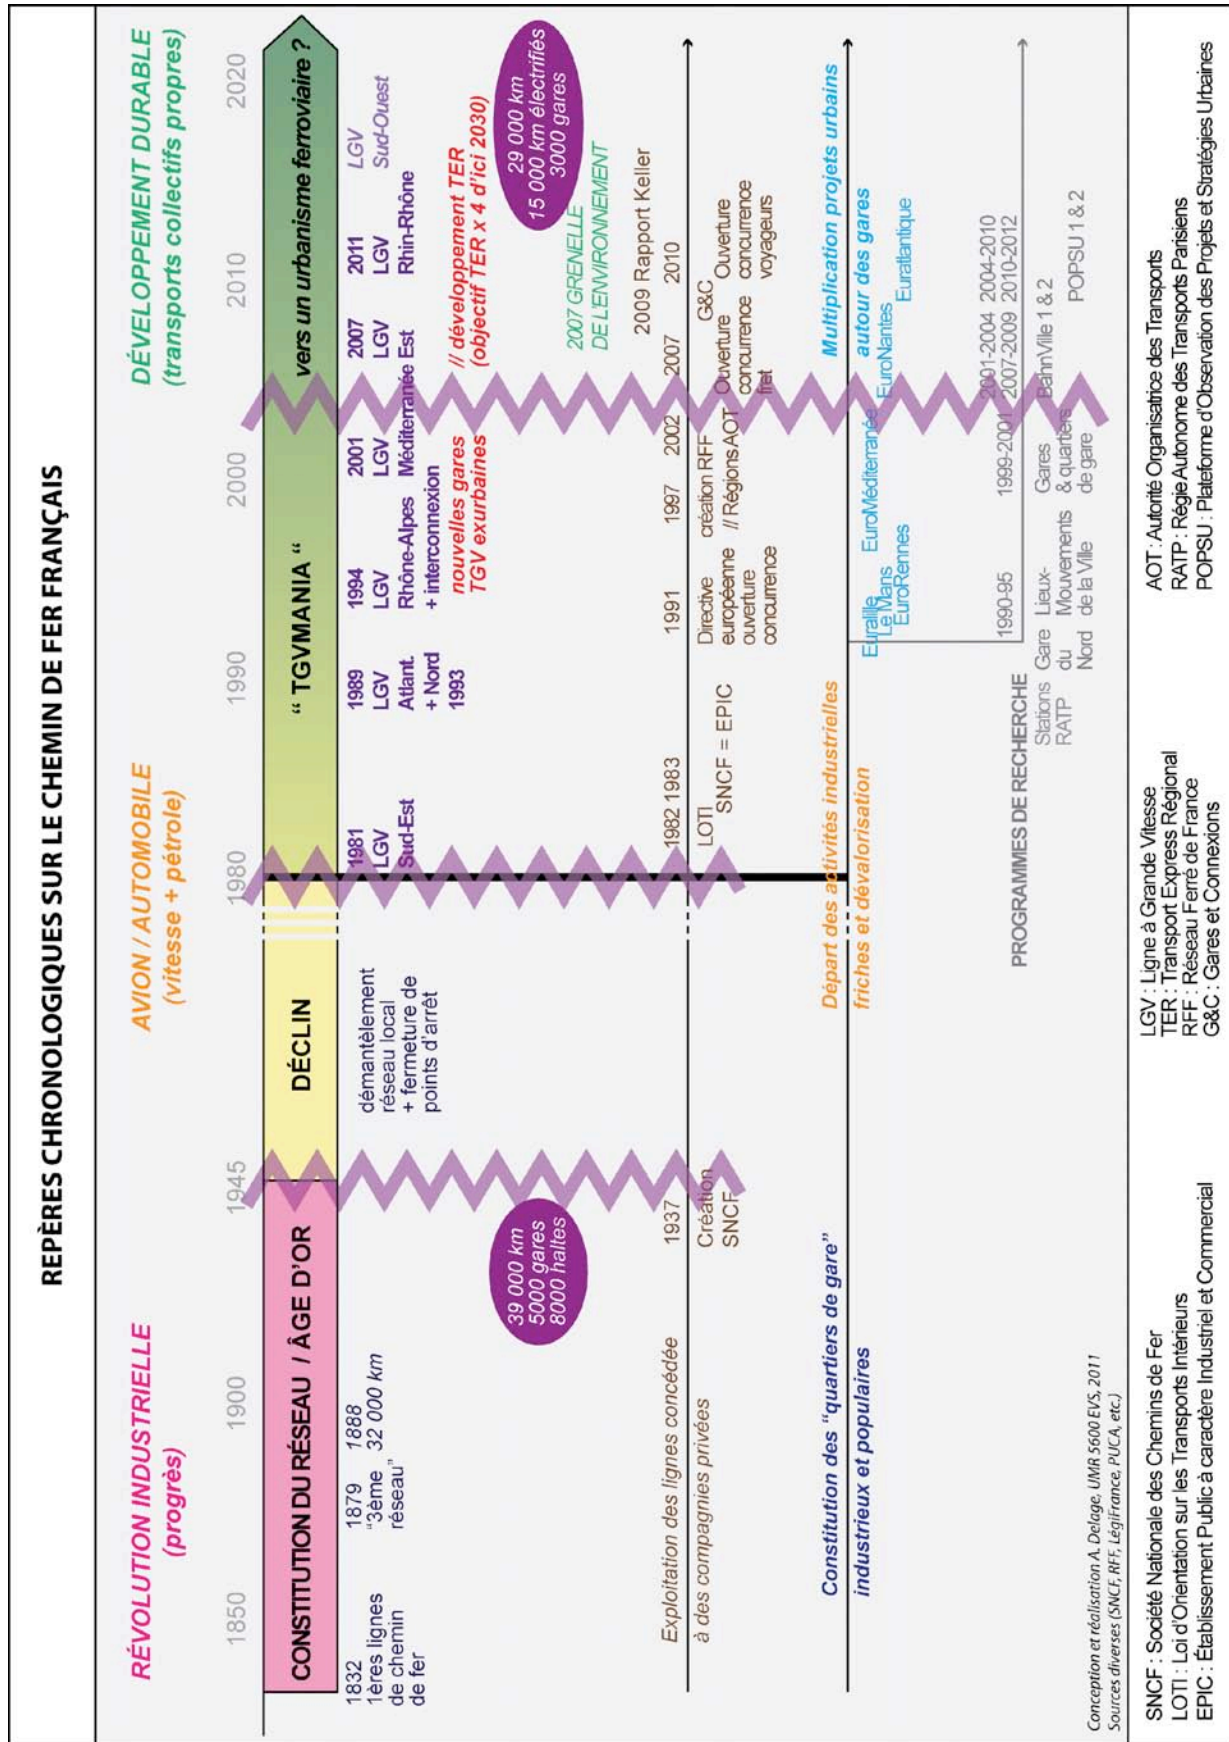 REPÈRES CHRONOLOGIQUES SUR LE CHEMIN DE FER FRANÇAIS
RÉVOLUTION INDUSTRIELLE
(progrès)
AVION / AUTOMOBILE
(vitesse + pétrole)
DÉVELOPPEMENT DURABLE
(transports collectifs propres)
1850
1900
1945
1980
1990
2000
2010
2020
CONSTITUTION DU RÉSEAU / ÂGE D'OR
DÉCLIN
“ TGVMANIA “
vers un urbanisme ferroviaire ?
1832
1ères lignes
de chemin
de fer
1879
“3ème
réseau”
1888
32 000 km
démantèlement
réseau local
+ fermeture de
points d'arrêt
1981
LGV
Sud-Est
1989
LGV
Atlant.
+ Nord
1993
1994
LGV
Rhône-Alpes
+ interconnexion
2001
LGV
Méditerranée
2007
LGV
Est
2011
LGV
Rhin-Rhône
LGV
Sud-Ouest
nouvelles gares
TGV exurbaines
// développement TER
(objectif TER x 4 d'ici 2030)
39 000 km
5000 gares
8000 haltes
29 000 km
15 000 km électrifiés
3000 gares
2007 GRENELLE
DE L'ENVIRONNEMENT
2009 Rapport Keller
Exploitation des lignes concédée
à des compagnies privées
1937
Création
SNCF
1982 1983
LOTI
SNCF = EPIC
1991
Directive
européenne
ouverture
concurrence
1997
création RFF
2002
// Régions AOT
2007
Ouverture
concurrence
fret
G&C
2010
Ouverture
concurrence
voyageurs
Constitution des “quartiers de gare”
industrieux et populaires
Départ des activités industrielles
friches et dévalorisation
Multiplication projets urbains
autour des gares
Euralille
Le Mans
EuroRennes
EuroMéditerranée
EuroNantes
Euratlantique
PROGRAMMES DE RECHERCHE
1990-95
1999-2001
2001-2004
2007-2009
2004-2010
2010-2012
Stations
RATP
Gare
du
Nord
Lieux-
Mouvements
de la Ville
Gares
& quartiers
de gare
BahnVille 1 & 2
POPSU 1 & 2
Conception et réalisation A. Delage, UMR 5600 EVS, 2011
Sources diverses (SNCF, RFF, LégiFrance, PUCA, etc.)
SNCF : Société Nationale des Chemins de Fer
LOTI : Loi d'Orientation sur les Transports Intérieurs
EPIC : Établissement Public à caractère Industriel et Commercial
LGV : Ligne à Grande Vitesse
TER : Transport Express Régional
RFF : Réseau Ferré de France
G&C : Gares et Connexions
AOT : Autorité Organisatrice des Transports
RATP : Régie Autonome des Transports Parisiens
POPSU : Plateforme d'Observation des Projets et Stratégies Urbaines